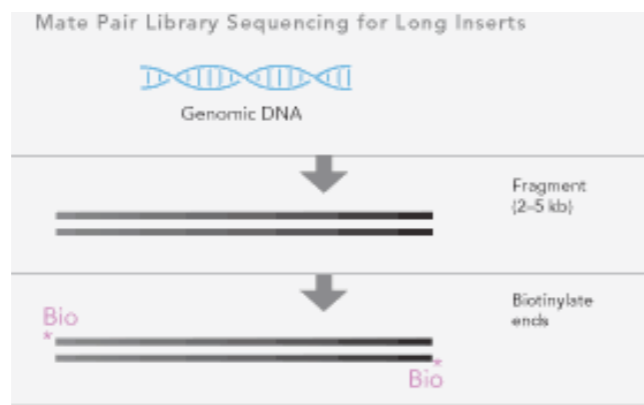 Mate Pair Library Sequencing for Long Inserts
Genomic DNA
Fragment
(2–5 kb)
Biotinylate
ends
Bio
*
*
Bio